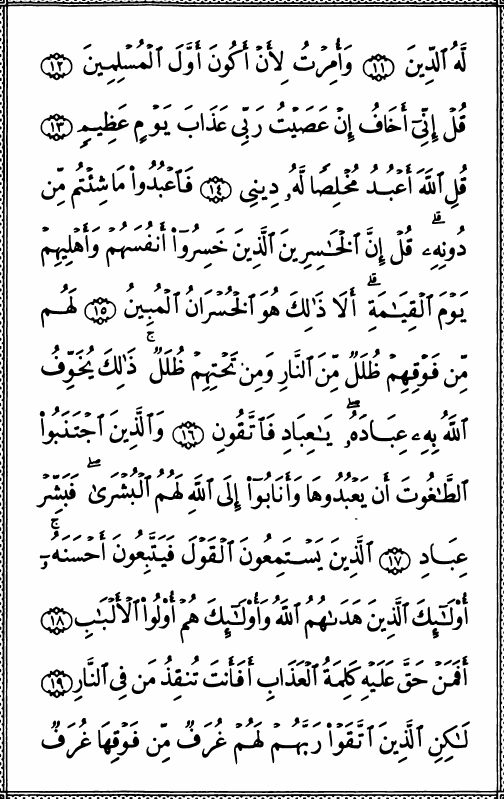 لَّهُ ٱلدِّينَ ١١ وَأُمِرۡتُ لِأَنۡ أَكُونَ أَوَّلَ ٱلۡمُسۡلِمِينَ ١٢
قُلۡ إِنِّيٓ أَخَافُ إِنۡ عَصَيۡتُ رَبِّي عَذَابَ يَوۡمٍ عَظِيمٖ ١٣
قُلِ ٱللَّهَ أَعۡبُدُ مُخۡلِصٗا لَّهُۥ دِينِي ١٤ فَٱعۡبُدُواْ مَا شِئۡتُم مِّن
دُونِهِۦۗ قُلۡ إِنَّ ٱلۡخَٰسِرِينَ ٱلَّذِينَ خَسِرُوٓاْ أَنفُسَهُمۡ وَأَهۡلِيهِمۡ
يَوۡمَ ٱلۡقِيَٰمَةِۗ أَلَا ذَٰلِكَ هُوَ ٱلۡخُسۡرَانُ ٱلۡمُبِينُ ١٥ لَهُم
مِّن فَوۡقِهِمۡ ظُلَلٞ مِّنَ ٱلنَّارِ وَمِن تَحۡتِهِمۡ ظُلَلٞۚ ذَٰلِكَ يُخَوِّفُ
ٱللَّهُ بِهِۦ عِبَادَهُۥۖ يَٰعِبَادِ فَٱتَّقُونِ ١٦ وَٱلَّذِينَ ٱجۡتَنَبُواْ
ٱلطَّٰغُوتَ أَن يَعۡبُدُوهَا وَأَنَابُوٓاْ إِلَى ٱللَّهِ لَهُمُ ٱلۡبُشۡرَىٰۖ فَبَشِّرۡ
عِبَادِ ١٧ ٱلَّذِينَ يَسۡتَمِعُونَ ٱلۡقَوۡلَ فَيَتَّبِعُونَ أَحۡسَنَهُۥٓۚ
أُوْلَٰٓئِكَ ٱلَّذِينَ هَدَىٰهُمُ ٱللَّهُ وَأُوْلَٰٓئِكَ هُمۡ أُوْلُواْ ٱلۡأَلۡبَٰبِ ١٨
أَفَمَنۡ حَقَّ عَلَيۡهِ كَلِمَةُ ٱلۡعَذَابِ أَفَأَنتَ تُنقِذُ مَن فِي ٱلنَّارِ ١٩
لَٰكِنِ ٱلَّذِينَ ٱتَّقَوۡاْ رَبَّهُمۡ لَهُمۡ غُرَفٞ مِّن فَوۡقِهَا غُرَفٞ